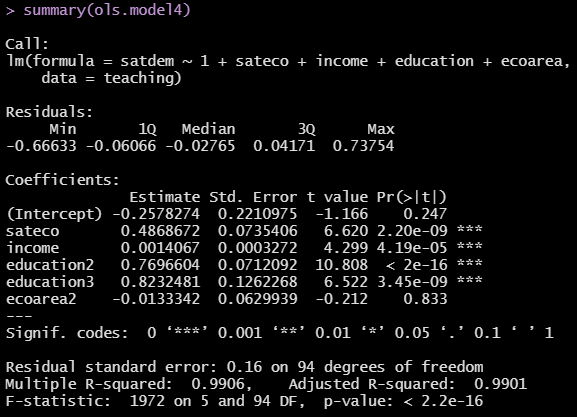 > summary(ols.model4)
Call:
lm(formula = satdem ~ 1 + sateco + income + education + ecoarea,
    data = teaching)
Residuals:
     Min       1Q   Median       3Q      Max
-0.66633 -0.06066 -0.02765  0.04171  0.73754
Coefficients:
              Estimate Std. Error t value Pr(>|t|)
(Intercept) -0.2578274  0.2210975  -1.166    0.247
sateco       0.4868672  0.0735406   6.620 2.20e-09 ***
income       0.0014067  0.0003272   4.299 4.19e-05 ***
education2   0.7696604  0.0712092  10.808  < 2e-16 ***
education3   0.8232481  0.1262268   6.522 3.45e-09 ***
ecoarea2    -0.0133342  0.0629939  -0.212    0.833
---
Signif. codes:  0 ‘***’ 0.001 ‘**’ 0.01 ‘*’ 0.05 ‘.’ 0.1 ‘ ’ 1
Residual standard error: 0.16 on 94 degrees of freedom
Multiple R-squared:  0.9906,    Adjusted R-squared:  0.9901
F-statistic:  1972 on 5 and 94 DF,  p-value: < 2.2e-16